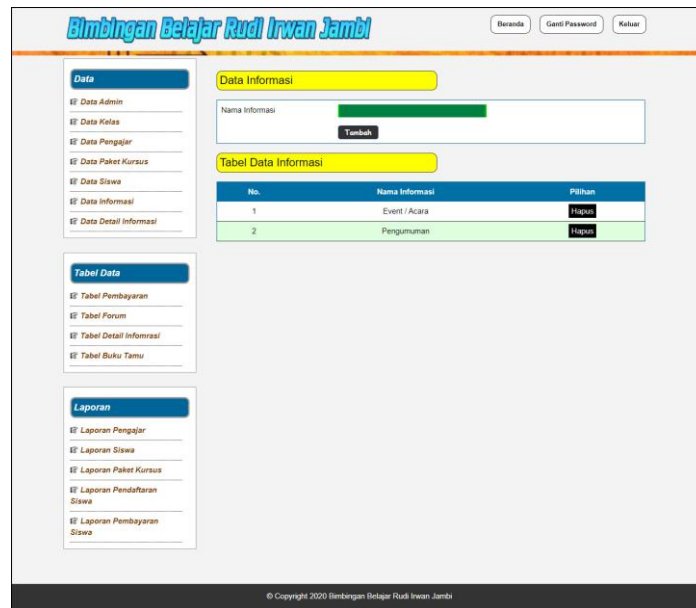 Bimbingan Belajar Rudi Irwan Jambi
Beranda
Ganti Password
Keluar
Data
Data Admin
Data Kelas
Data Pengajar
Data Paket Kursus
Data Siswa
Data Informasi
Data Detail Informasi
Tabel Data
Tabel Pembayaran
Tabel Forum
Tabel Detail Infomrasi
Tabel Buku Tamu
Laporan
Laporan Pengajar
Laporan Siswa
Laporan Paket Kursus
Laporan Pendaftaran
Siswa
Laporan Pembayaran
Siswa
Data Informasi
Nama Informasi
Tambah
Tabel Data Informasi
No. Nama Informasi Pilihan
1 Event / Acara Hapus
2 Pengumuman Hapus
© Copyright 2020 Bimbingan Belajar Rudi Irwan Jambi